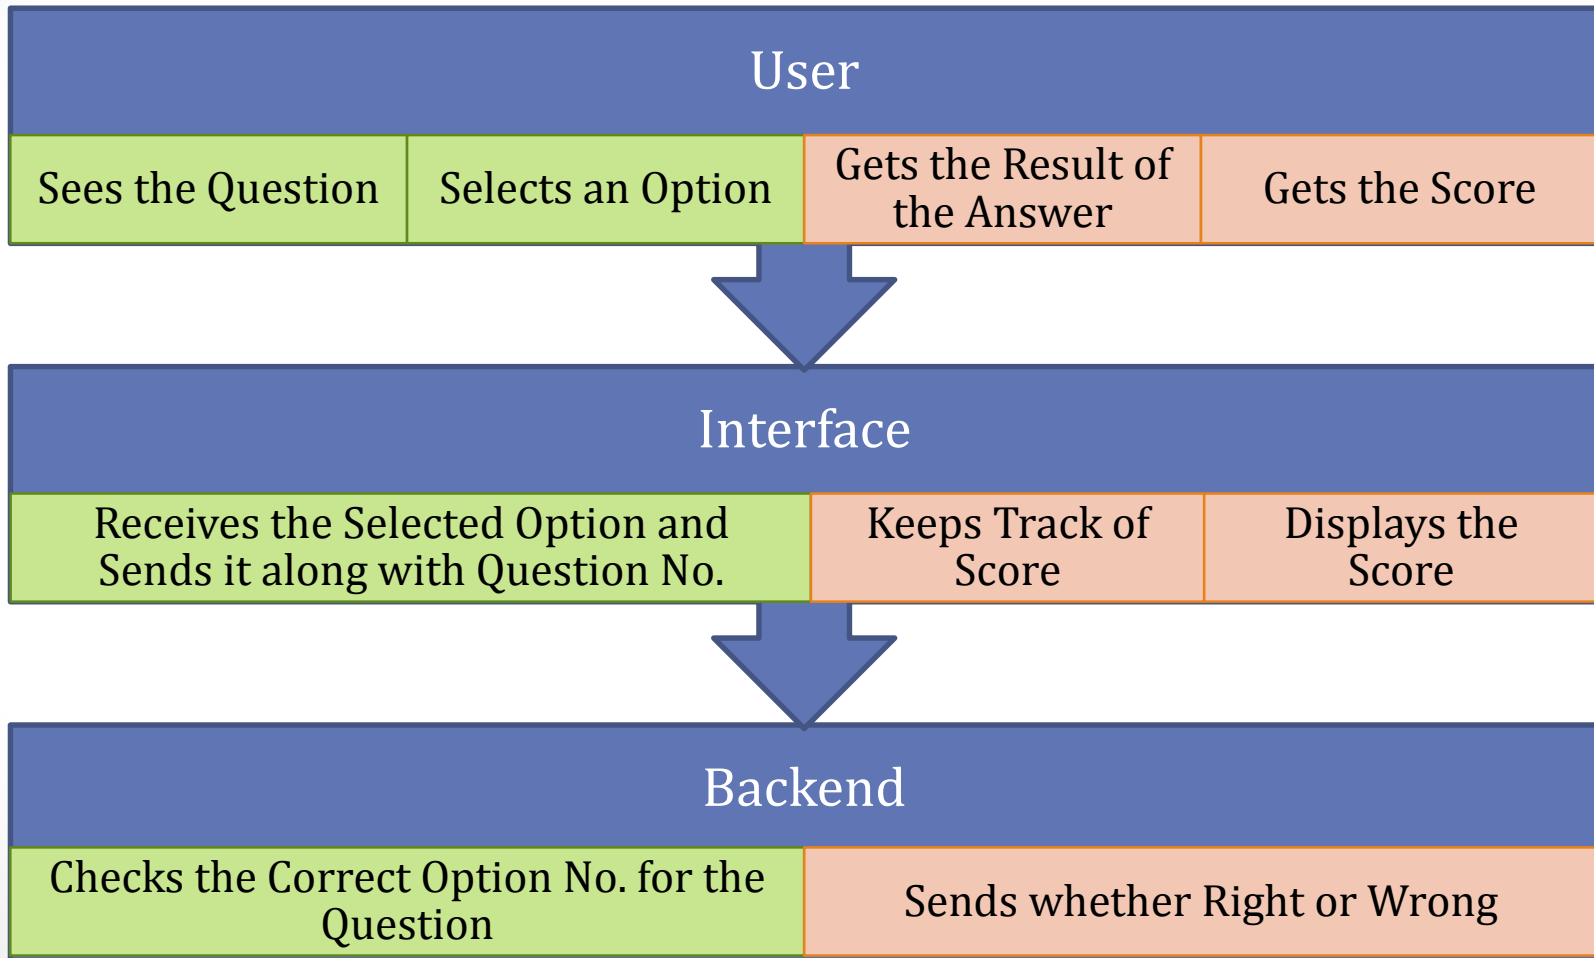 User
Sees the Question
Selects an Option
Gets the Result of
the Answer
Gets the Score
Interface
Receives the Selected Option and
Sends it along with Question No.
Keeps Track of
Score
Displays the
Score
Backend
Checks the Correct Option No. for the
Question
Sends whether Right or Wrong